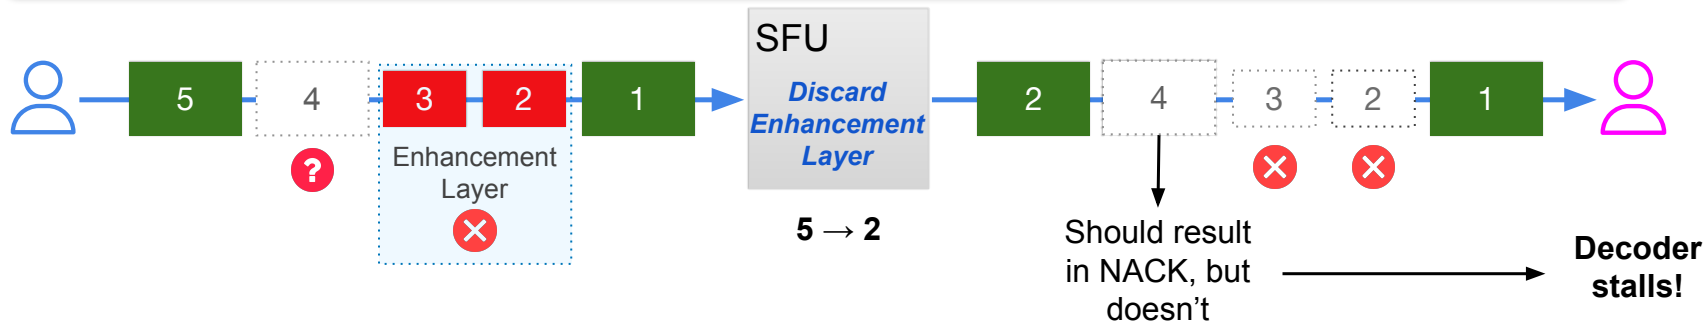 SFU
5
4
3
2
1
Discard
Enhancement
Layer
2
4
3
2
1
?
Enhancement
Layer
5 → 2
Should result
in NACK, but
doesn't
Decoder
stalls!